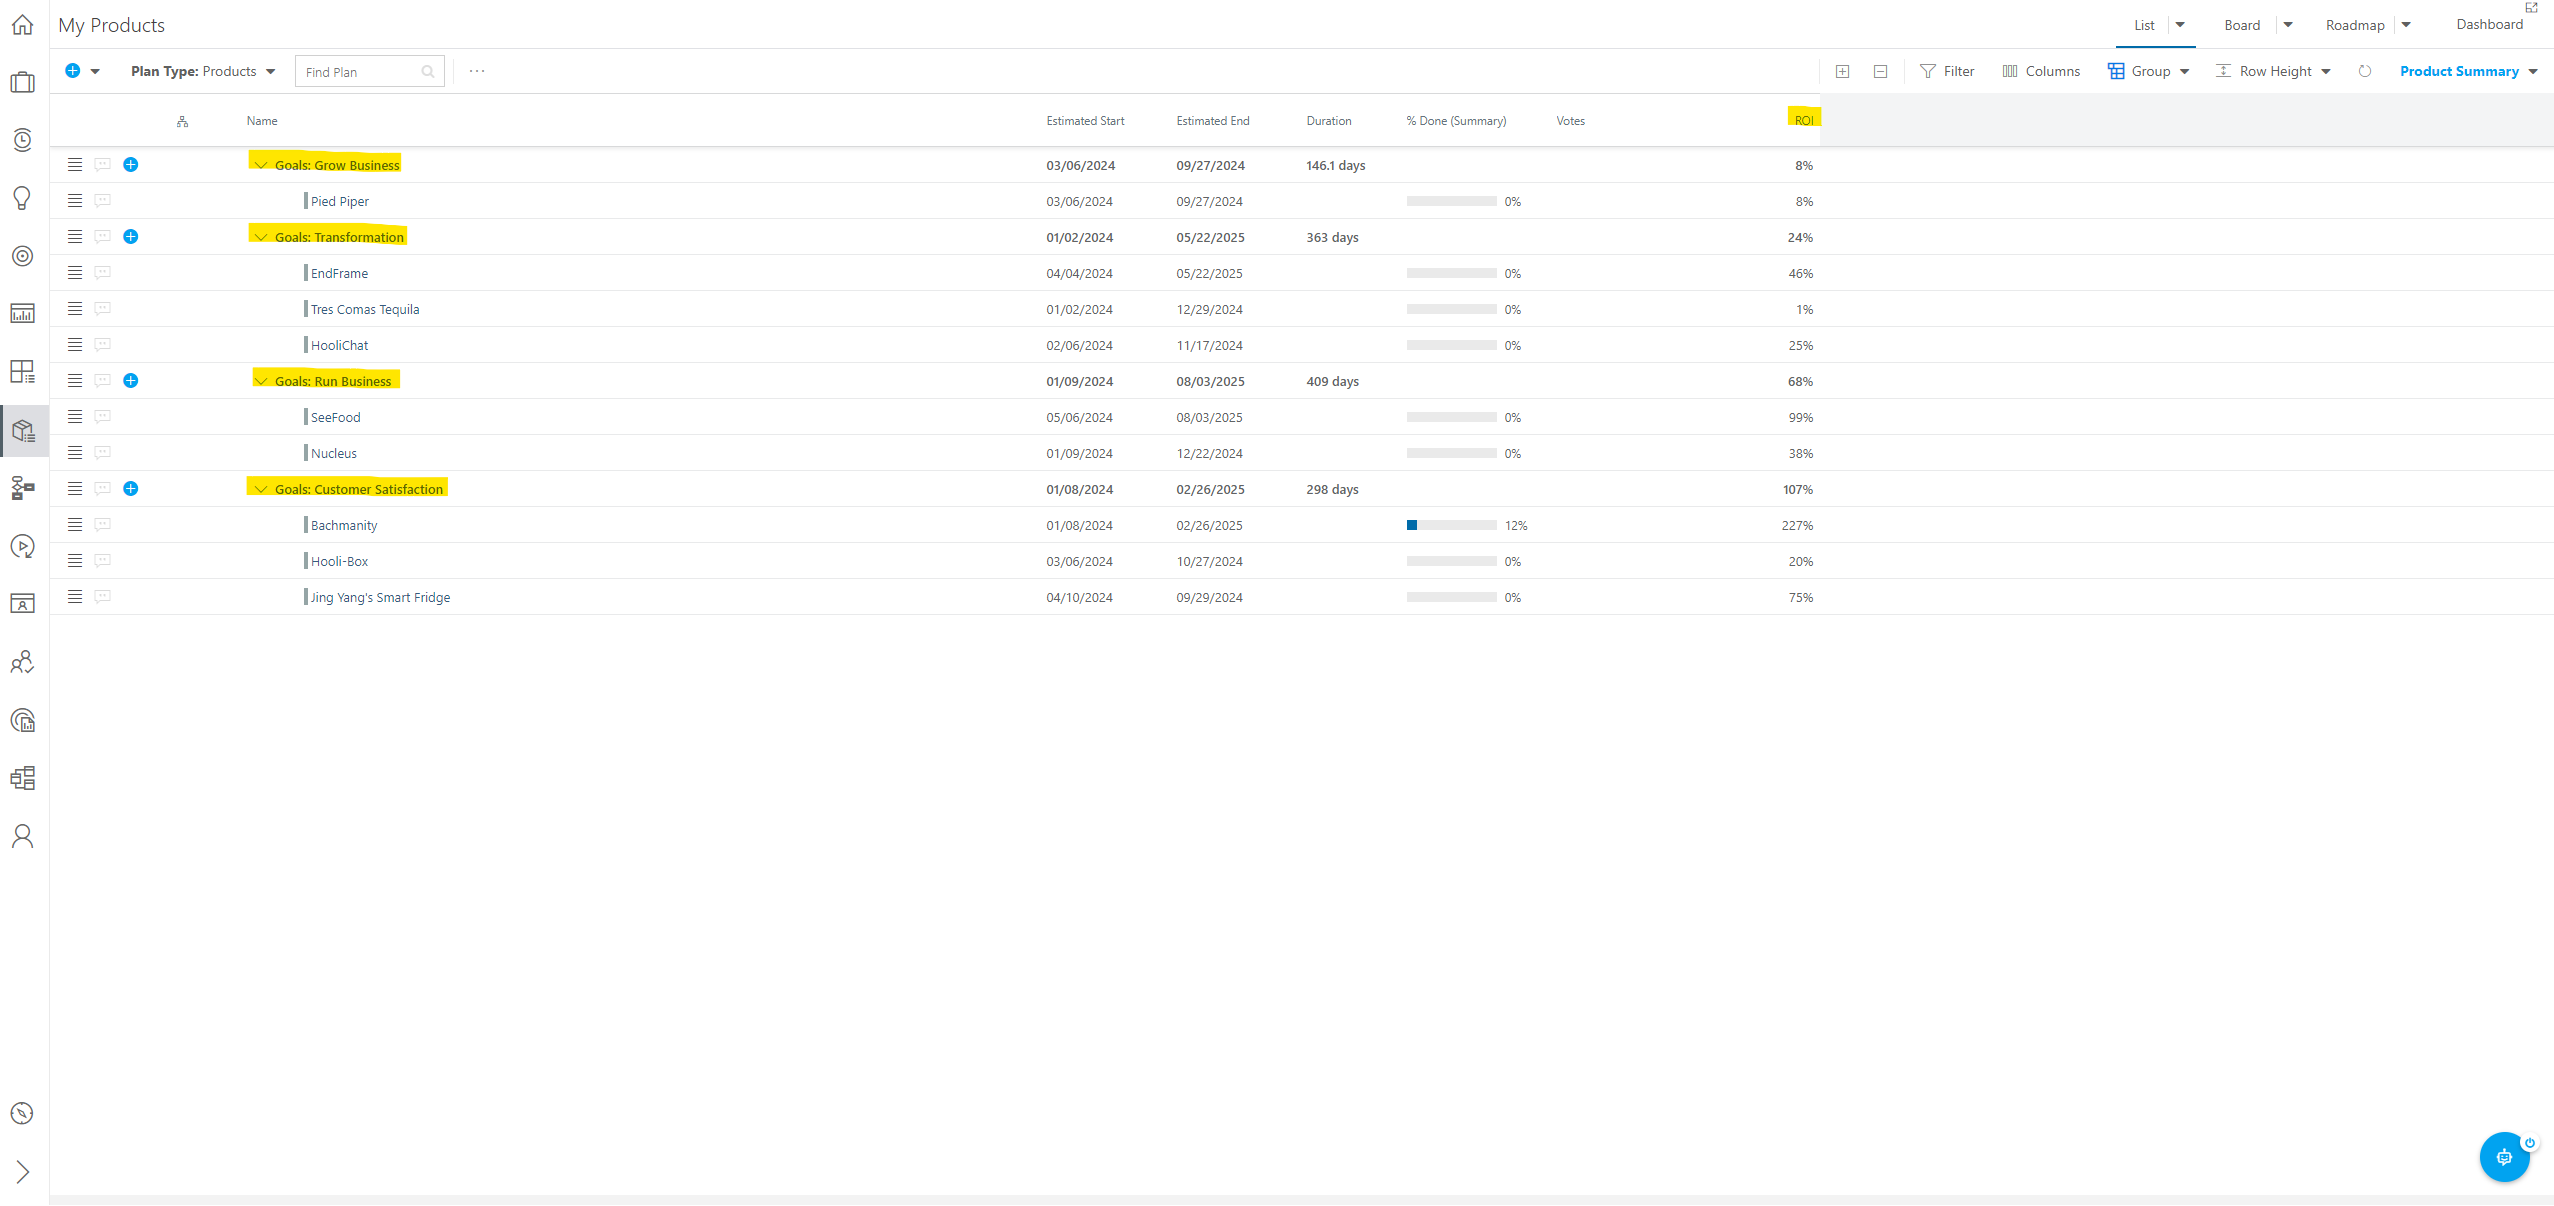 My Products
List Board Roadmap Dashboard
Plan Type: Products Find Plan ... Filter Columns Group Row Height Product Summary
Name Estimated Start Estimated End Duration % Done (Summary) Votes ROI
Goals: Grow Business 03/06/2024 09/27/2024 146.1 days 8%
Pied Piper 03/06/2024 09/27/2024 0% 8%
Goals: Transformation 01/02/2024 05/22/2025 363 days 24%
EndFrame 04/04/2024 05/22/2025 0% 46%
Tres Comas Tequila 01/02/2024 12/29/2024 0% 1%
HooliChat 02/06/2024 11/17/2024 0% 25%
Goals: Run Business 01/09/2024 08/03/2025 409 days 68%
SeeFood 05/06/2024 08/03/2025 0% 99%
Nucleus 01/09/2024 12/22/2024 0% 38%
Goals: Customer Satisfaction 01/08/2024 02/26/2025 298 days 107%
Bachmanity 01/08/2024 02/26/2025 12% 227%
Hooli-Box 03/06/2024 10/27/2024 0% 20%
Jing Yang's Smart Fridge 04/10/2024 09/29/2024 0% 75%